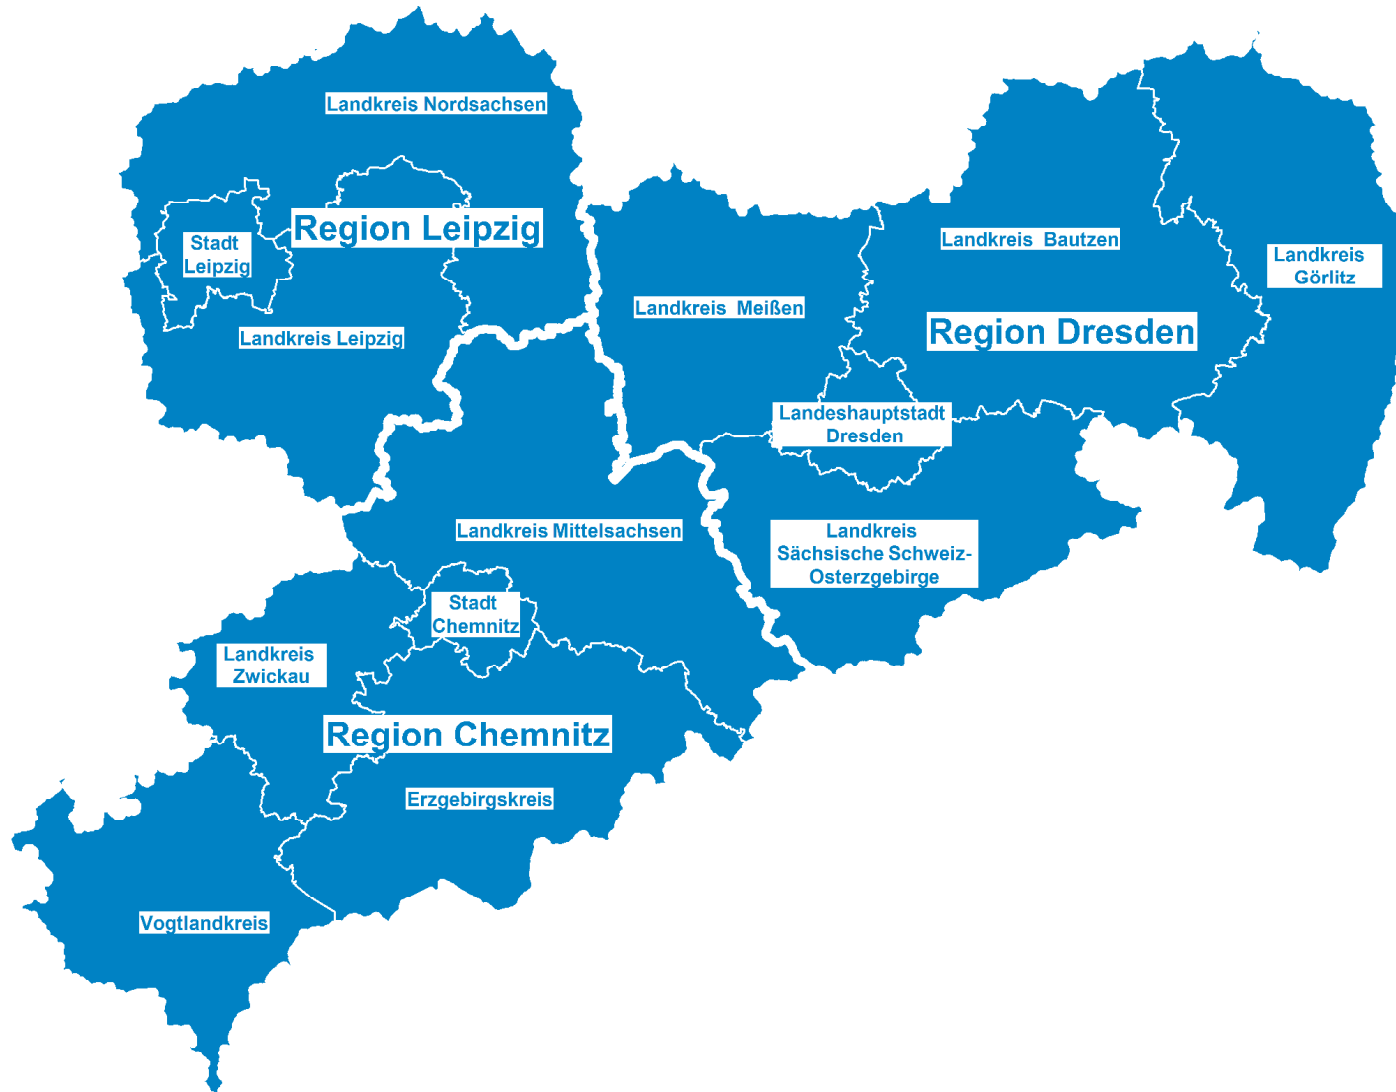 Landkreis Nordsachsen
Region Leipzig
Stadt
Leipzig
Landkreis Leipzig
Landkreis Meißen
Landkreis Bautzen
Landkreis
Görlitz
Region Dresden
Landeshauptstadt
Dresden
Landkreis
Sächsische Schweiz-
Osterzgebirge
Landkreis Mittelsachsen
Stadt
Chemnitz
Landkreis
Zwickau
Region Chemnitz
Erzgebirgskreis
Vogtlandkreis